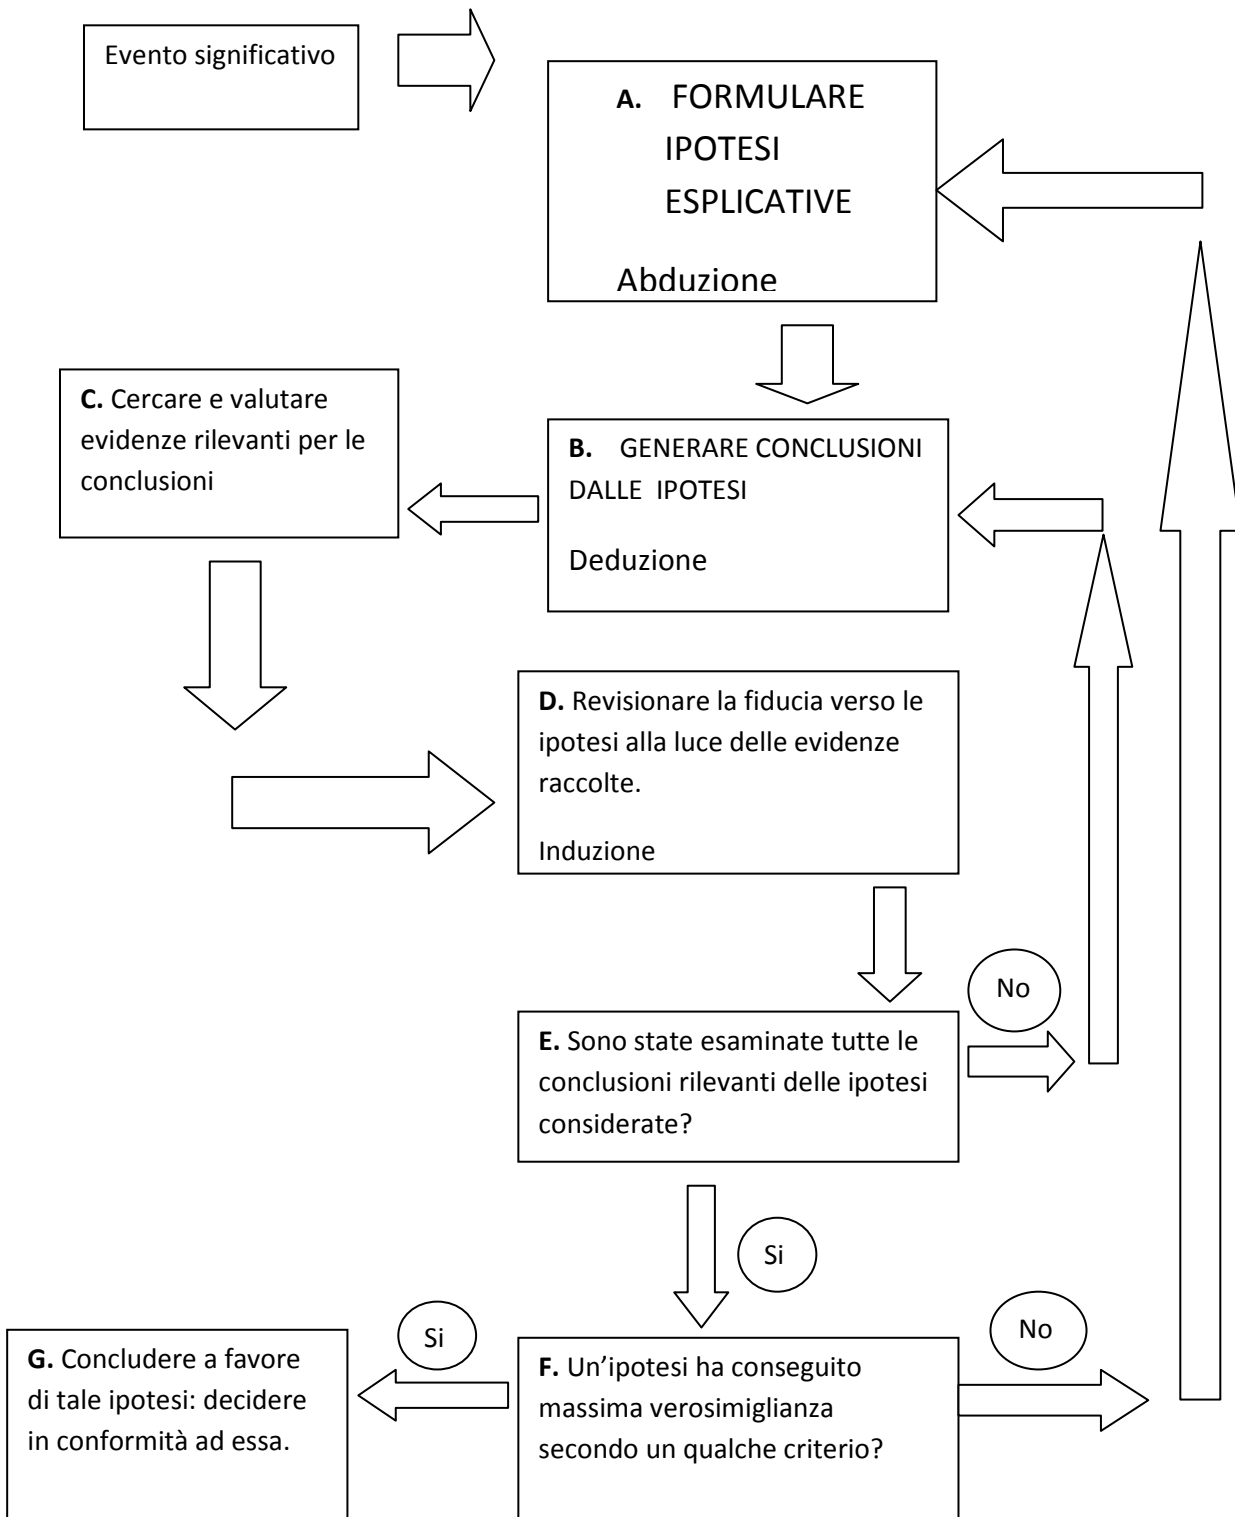 Evento significativo
A. FORMULARE
IPOTESI
ESPLICATIVE
Abduzione
C. Cercare e valutare
evidenze rilevanti per le
conclusioni
B. GENERARE CONCLUSIONI
DALLE IPOTESI
Deduzione
D. Revisionare la fiducia verso le
ipotesi alla luce delle evidenze
raccolte.
Induzione
No
E. Sono state esaminate tutte le
conclusioni rilevanti delle ipotesi
considerate?
Si
Si
No
G. Concludere a favore
di tale ipotesi: decidere
in conformità ad essa.
F. Un’ipotesi ha conseguito
massima verosimiglianza
secondo un qualche criterio?